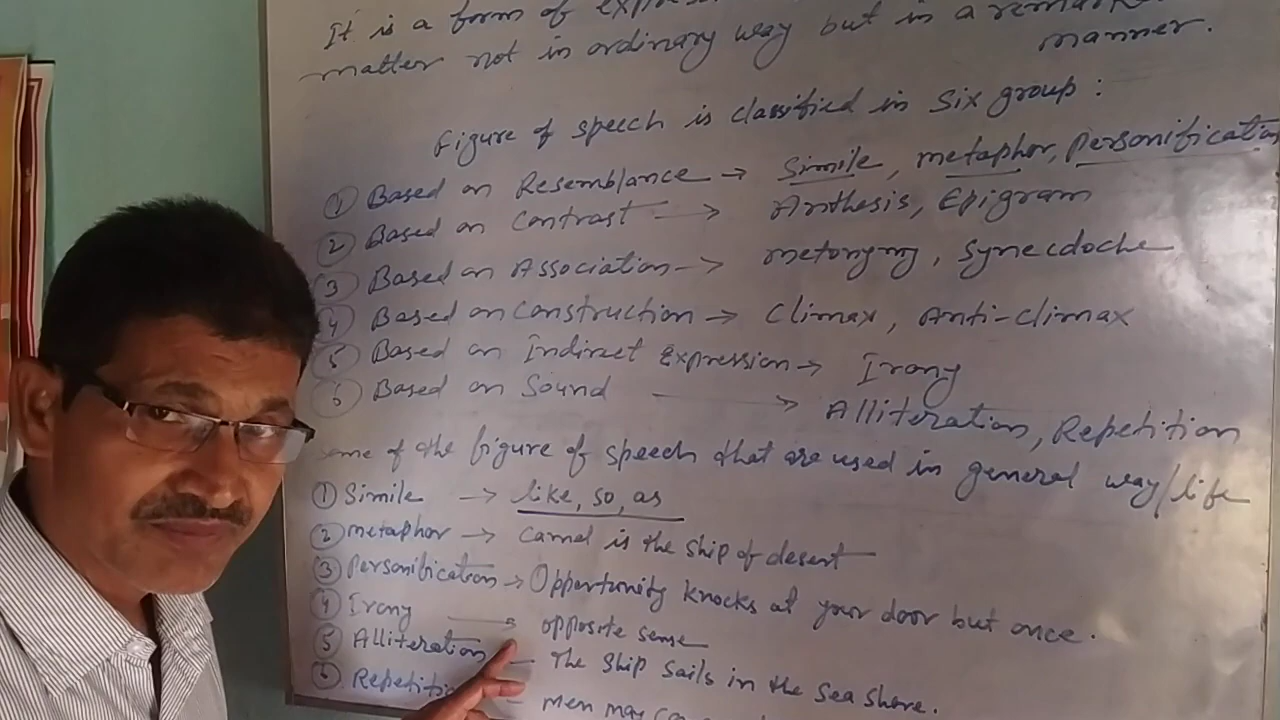 It is a form of
matter not in ordinary way but in a
manner.
Figure of speech is classified in six group :
① Based on Resemblance → Simile, metaphor, Personification
② Based on Contrast → Anthesis, Epigram
③ Based on Association → metonymy, Synecdoche
④ Based on Construction → Climax, Anti-climax
⑤ Based on Indirect Expression → Irony
⑥ Based on Sound → Alliteration, Repetition
some of the figure of speech that are used in general way/life
① Simile → like, so, as
② metaphor → Camel is the ship of desert
③ Personification → Opportunity knocks at your door but once.
④ Irony → opposite sense
⑤ Alliteration – The Ship sails in the sea shore.
⑥ – men may